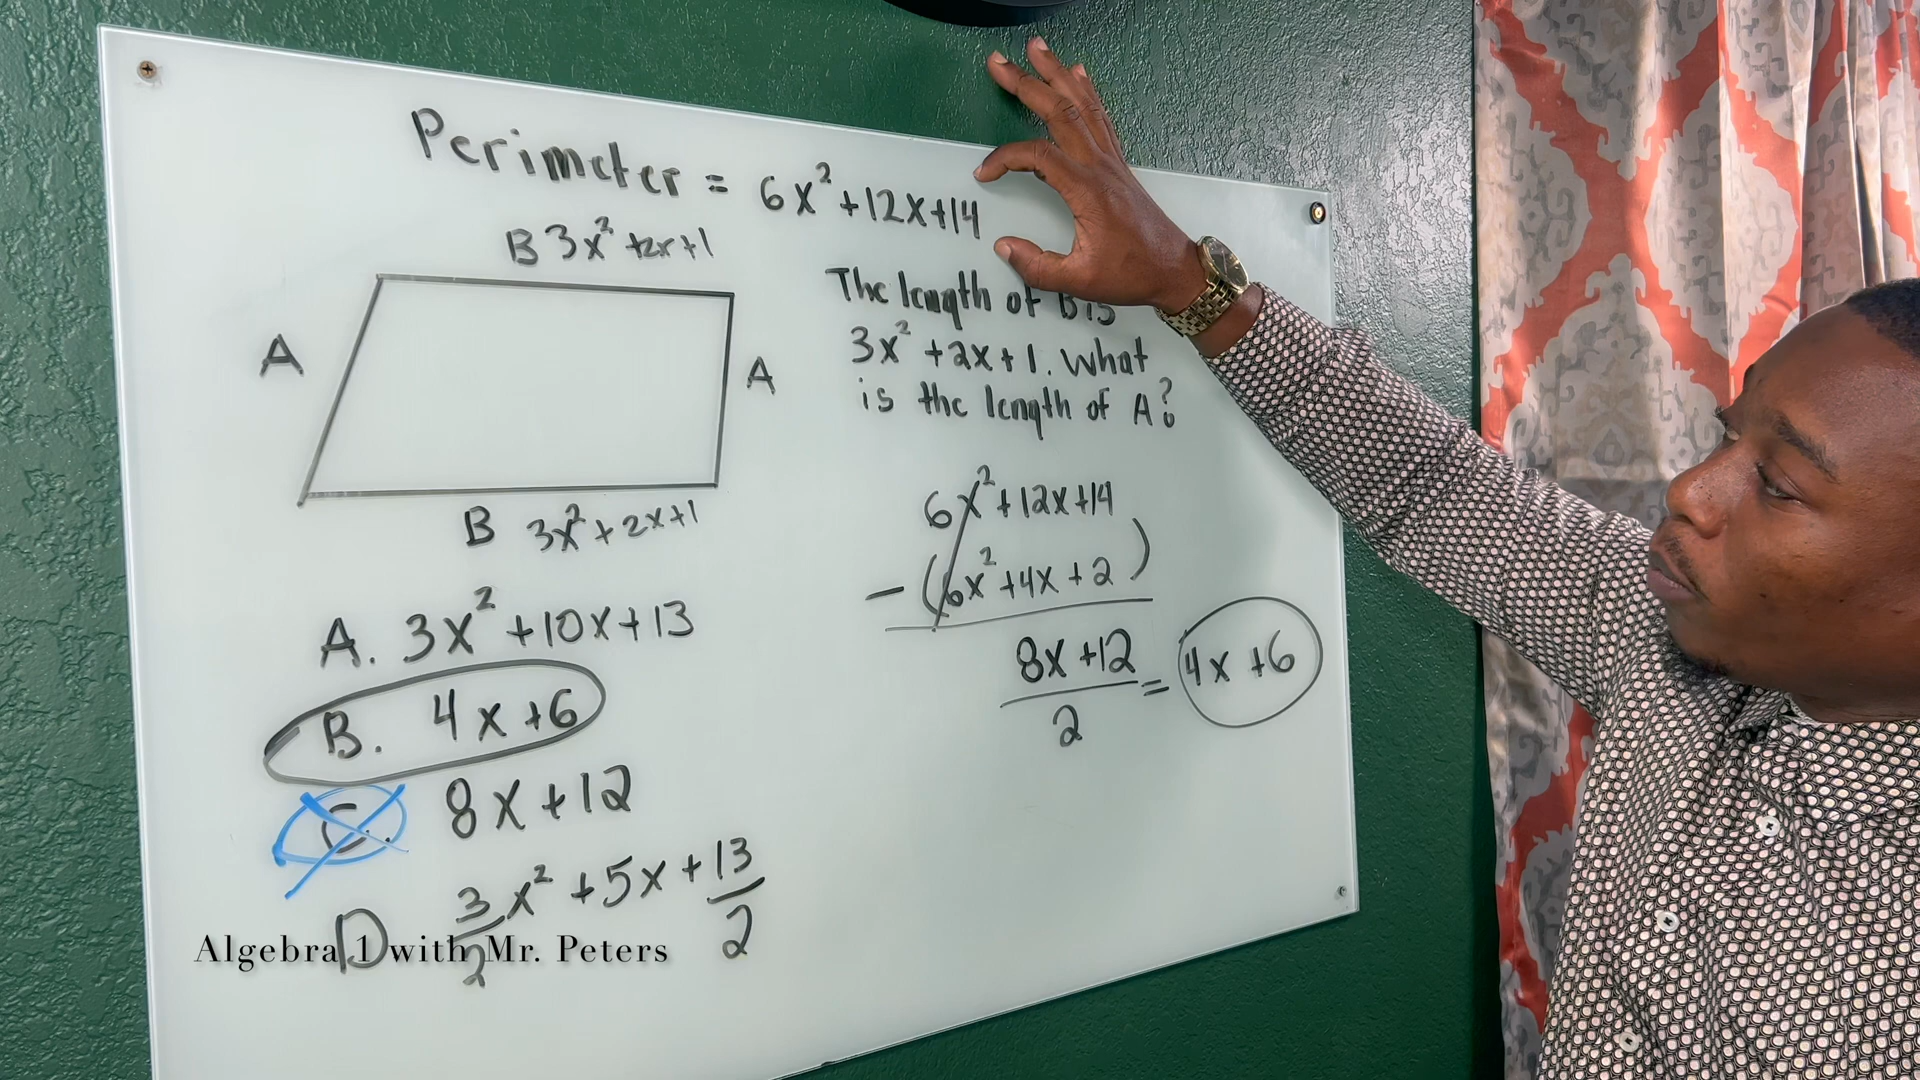 Perimeter = 6x²+12x+14
B 3x²+2x+1
A
A
B 3x²+2x+1
The length of B is
3x²+2x+1. What
is the length of A?
6x²+12x+14
-(6x²+4x+2)
8x+12
2
= 4x+6
A. 3x²+10x+13
B. 4x+6
C. 8x+12
D 3/2x²+5x+13/2
Algebra 1 with Mr. Peters